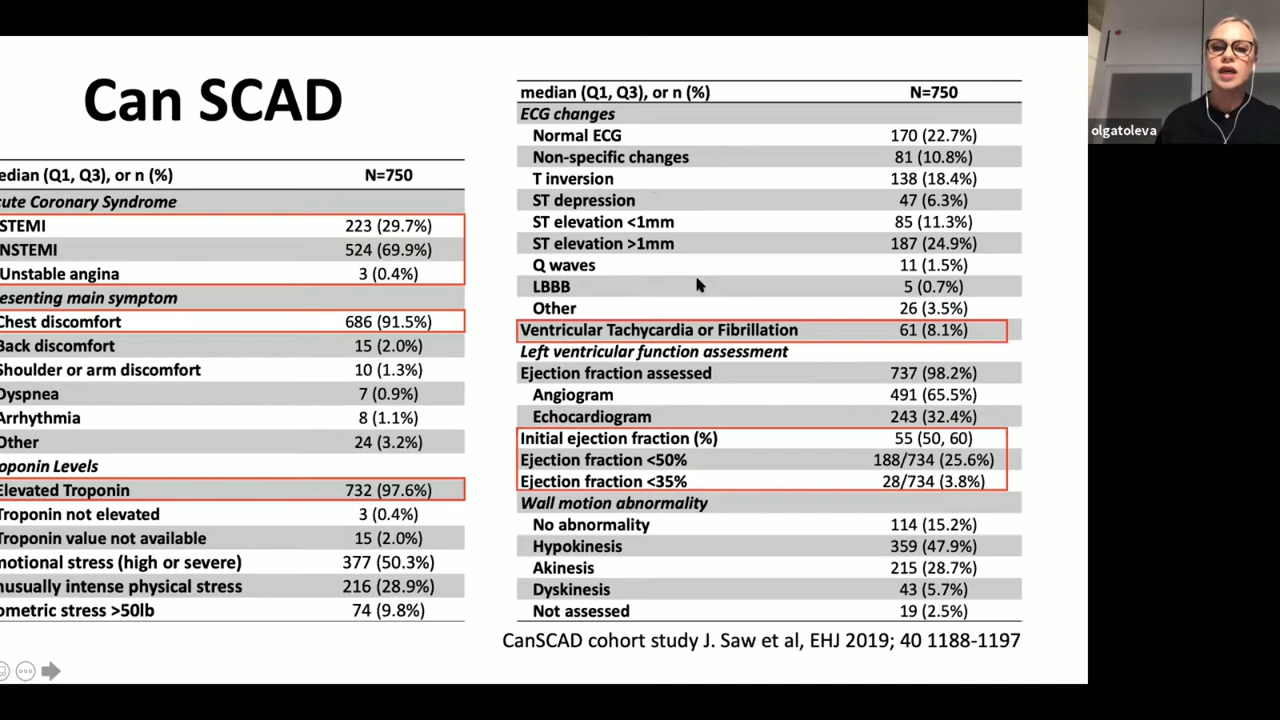 Can SCAD
edian (Q1, Q3), or n (%) N=750
cute Coronary Syndrome
STEMI 223 (29.7%)
NSTEMI 524 (69.9%)
Unstable angina 3 (0.4%)
esenting main symptom
Chest discomfort 686 (91.5%)
Back discomfort 15 (2.0%)
Shoulder or arm discomfort 10 (1.3%)
Dyspnea 7 (0.9%)
Arrhythmia 8 (1.1%)
Other 24 (3.2%)
oponin Levels
Elevated Troponin 732 (97.6%)
Troponin not elevated 3 (0.4%)
Troponin value not available 15 (2.0%)
motional stress (high or severe) 377 (50.3%)
nusually intense physical stress 216 (28.9%)
ometric stress >50lb 74 (9.8%)
median (Q1, Q3), or n (%) N=750
ECG changes
Normal ECG 170 (22.7%)
Non-specific changes 81 (10.8%)
T inversion 138 (18.4%)
ST depression 47 (6.3%)
ST elevation <1mm 85 (11.3%)
ST elevation >1mm 187 (24.9%)
Q waves 11 (1.5%)
LBBB 5 (0.7%)
Other 26 (3.5%)
Ventricular Tachycardia or Fibrillation 61 (8.1%)
Left ventricular function assessment
Ejection fraction assessed 737 (98.2%)
Angiogram 491 (65.5%)
Echocardiogram 243 (32.4%)
Initial ejection fraction (%) 55 (50, 60)
Ejection fraction <50% 188/734 (25.6%)
Ejection fraction <35% 28/734 (3.8%)
Wall motion abnormality
No abnormality 114 (15.2%)
Hypokinesis 359 (47.9%)
Akinesis 215 (28.7%)
Dyskinesis 43 (5.7%)
Not assessed 19 (2.5%)
CanSCAD cohort study J. Saw et al, EHJ 2019; 40 1188-1197
olgatoleva